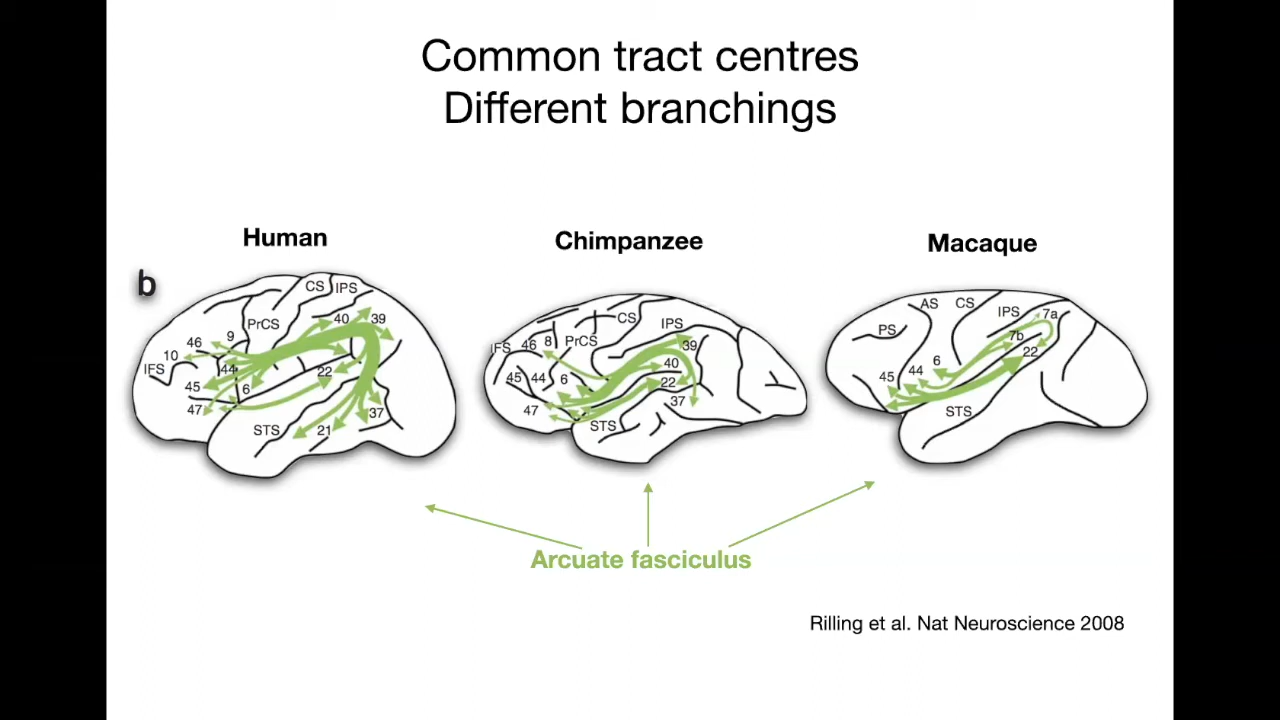 Common tract centres
Different branchings
Human
Chimpanzee
Macaque
b
CS
IPS
PrCS
9
40
39
46
10
IFS
44
45
6
22
47
STS
21
37
CS
IPS
IFS
46
8
PrCS
39
40
45
44
6
22
47
37
STS
AS
CS
IPS
7a
PS
7b
22
6
44
45
STS
Arcuate fasciculus
Rilling et al. Nat Neuroscience 2008